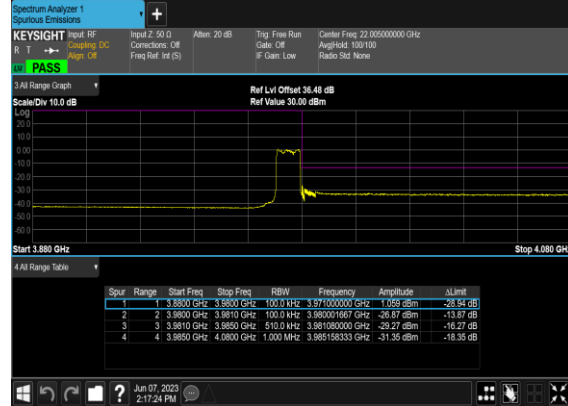 Spectrum Analyzer 1
Spurious Emissions
+
KEYSIGHT Input: RF
R T Coupling: DC
Align: Off
Input Z: 50 Ω
Corrections: Off
Freq Ref: Int (S)
Atten: 20 dB
Trig: Free Run
Gate: Off
IF Gain: Low
Center Freq: 22.005000000 GHz
Avg|Hold: 100/100
Radio Std: None
PASS
3 All Range Graph
Ref Lvl Offset 36.48 dB
Scale/Div 10.0 dB
Ref Value 30.00 dBm
Log
20.0
10.0
0.00
-10.0
-20.0
-30.0
-40.0
-50.0
-60.0
Start 3.880 GHz
Stop 4.080 GH
4 All Range Table
Spur Range Start Freq Stop Freq RBW Frequency Amplitude ΔLimit
1 1 3.8800 GHz 3.9800 GHz 100.0 kHz 3.971000000 GHz 1.059 dBm -28.94 dB
2 2 3.9800 GHz 3.9810 GHz 100.0 kHz 3.980001667 GHz -26.87 dBm -13.87 dB
3 3 3.9810 GHz 3.9850 GHz 510.0 kHz 3.981080000 GHz -29.27 dBm -16.27 dB
4 4 3.9850 GHz 4.0800 GHz 1.000 MHz 3.985158333 GHz -31.35 dBm -18.35 dB
?
Jun 07, 2023
2:17:24 PM